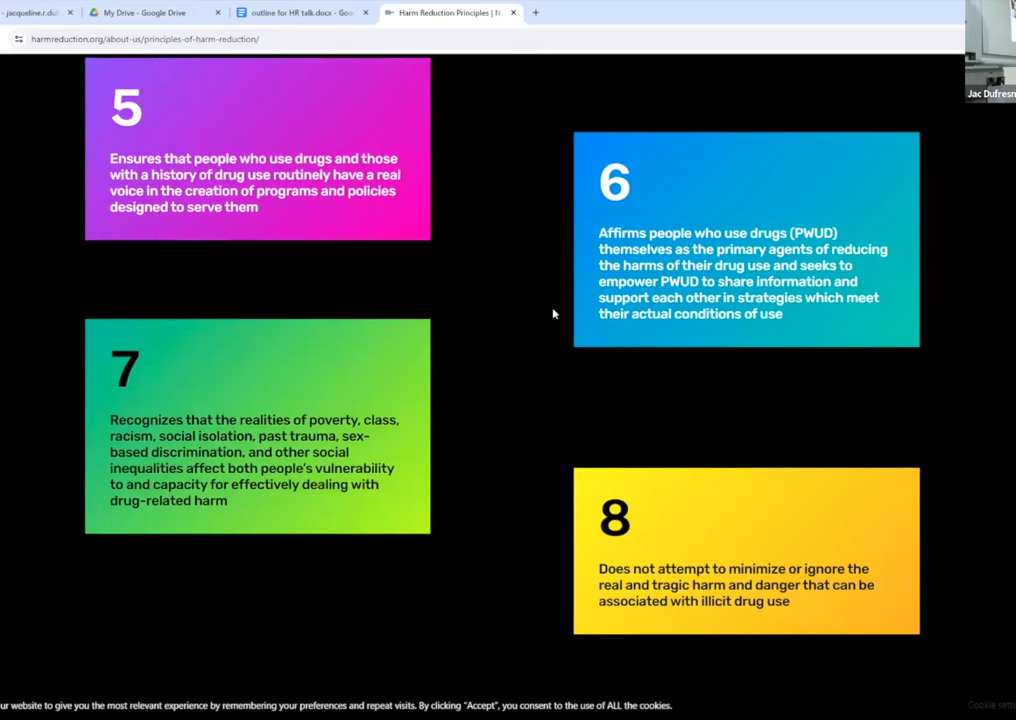 - jacqueline.r.du
My Drive - Google Drive
outline for HR talk.docx - Goo
Harm Reduction Principles | N
harmreduction.org/about-us/principles-of-harm-reduction/
Jac Dufresn
5
Ensures that people who use drugs and those
with a history of drug use routinely have a real
voice in the creation of programs and policies
designed to serve them
6
Affirms people who use drugs (PWUD)
themselves as the primary agents of reducing
the harms of their drug use and seeks to
empower PWUD to share information and
support each other in strategies which meet
their actual conditions of use
7
Recognizes that the realities of poverty, class,
racism, social isolation, past trauma, sex-
based discrimination, and other social
inequalities affect both people's vulnerability
to and capacity for effectively dealing with
drug-related harm
8
Does not attempt to minimize or ignore the
real and tragic harm and danger that can be
associated with illicit drug use
ur website to give you the most relevant experience by remembering your preferences and repeat visits. By clicking "Accept", you consent to the use of ALL the cookies.
Cookie sett